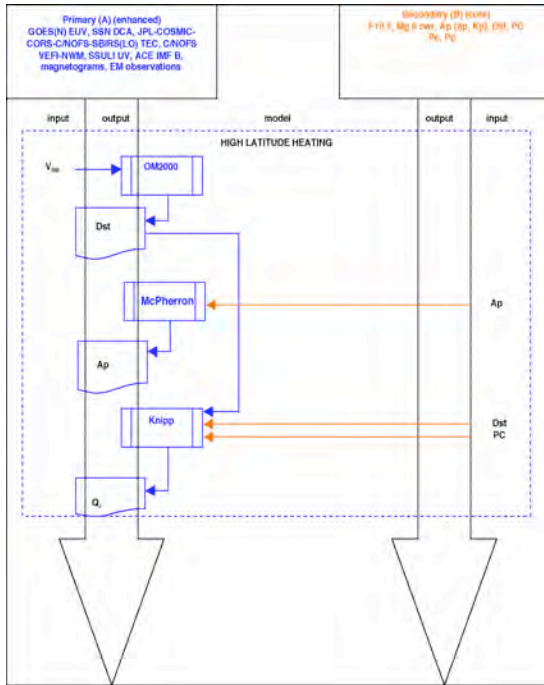 Primary (A) (enhanced)
GOES(N) EUV, SSN DCA, JPL-COSMIC-
CORS-C/NOFS-SBIRS(LO) TEC, C/NOFS
VEFI-NWM, SSULI UV, ACE IMF B,
magnetograms, EM observations
Secondary (B) (core)
F10.7, Mg II cwr, Ap (ap, Kp), Dst, PC
Pe, Pp
input output model output input
HIGH LATITUDE HEATING
OM2000
Dst
McPherron
Ap
Ap
Knipp
Dst
PC